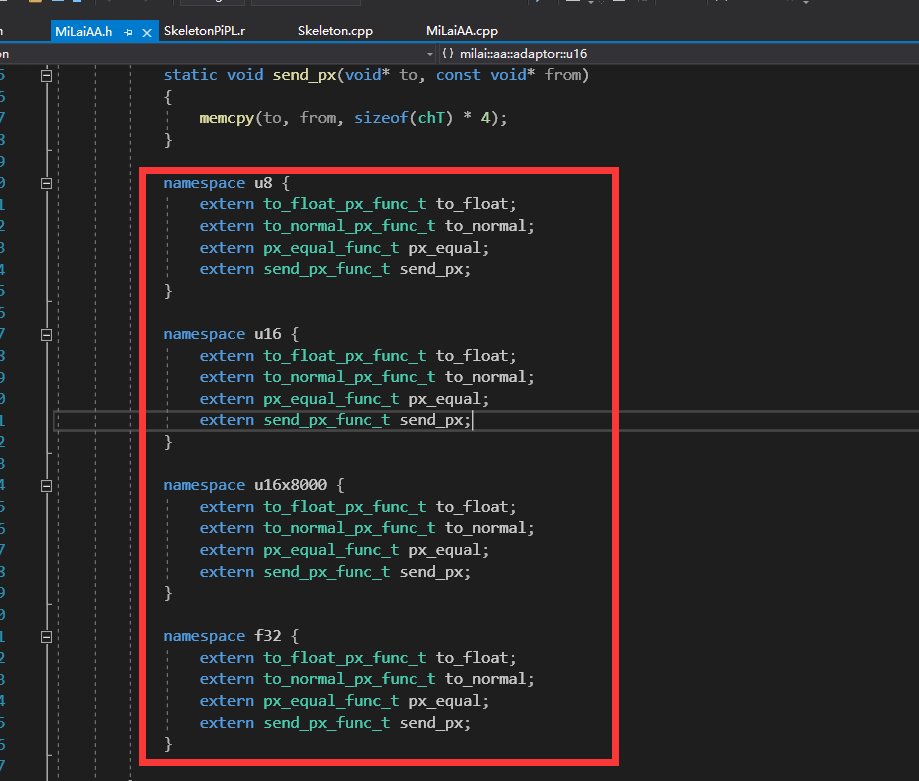 MiLaiAA.h
SkeletonPiPL.r
Skeleton.cpp
MiLaiAA.cpp
on
{} milai::aa::adaptor::u16
5 static void send_px(void* to, const void* from)
6 {
7 memcpy(to, from, sizeof(chT) * 4);
8 }
9
0 namespace u8 {
1 extern to_float_px_func_t to_float;
2 extern to_normal_px_func_t to_normal;
3 extern px_equal_func_t px_equal;
4 extern send_px_func_t send_px;
5 }
6
7 namespace u16 {
8 extern to_float_px_func_t to_float;
9 extern to_normal_px_func_t to_normal;
0 extern px_equal_func_t px_equal;
1 extern send_px_func_t send_px;
2 }
3
4 namespace u16x8000 {
5 extern to_float_px_func_t to_float;
6 extern to_normal_px_func_t to_normal;
7 extern px_equal_func_t px_equal;
8 extern send_px_func_t send_px;
9 }
0
1 namespace f32 {
2 extern to_float_px_func_t to_float;
3 extern to_normal_px_func_t to_normal;
4 extern px_equal_func_t px_equal;
5 extern send_px_func_t send_px;
6 }
7